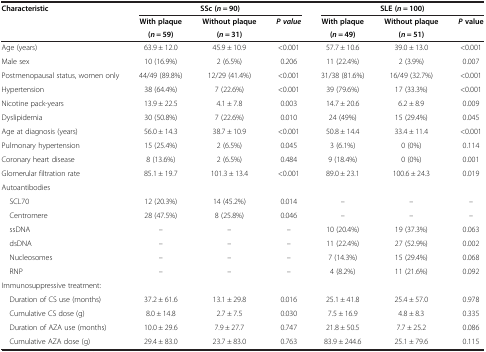 Characteristic SSc (n = 90) SLE (n = 100)
With plaque Without plaque P value With plaque Without plaque P value
(n = 59) (n = 31) (n = 49) (n = 51)
Age (years) 63.9 ± 12.0 45.9 ± 10.9 <0.001 57.7 ± 10.6 39.0 ± 13.0 <0.001
Male sex 10 (16.9%) 2 (6.5%) 0.206 11 (22.4%) 2 (3.9%) 0.007
Postmenopausal status, women only 44/49 (89.8%) 12/29 (41.4%) <0.001 31/38 (81.6%) 16/49 (32.7%) <0.001
Hypertension 38 (64.4%) 7 (22.6%) <0.001 39 (79.6%) 17 (33.3%) <0.001
Nicotine pack-years 13.9 ± 22.5 4.1 ± 7.8 0.003 14.7 ± 20.6 6.2 ± 8.9 0.009
Dyslipidemia 30 (50.8%) 7 (22.6%) 0.010 24 (49%) 15 (29.4%) 0.045
Age at diagnosis (years) 56.0 ± 14.3 38.7 ± 10.9 <0.001 50.8 ± 14.4 33.4 ± 11.4 <0.001
Pulmonary hypertension 15 (25.4%) 2 (6.5%) 0.045 3 (6.1%) 0 (0%) 0.114
Coronary heart disease 8 (13.6%) 2 (6.5%) 0.484 9 (18.4%) 0 (0%) 0.001
Glomerular filtration rate 85.1 ± 19.7 101.3 ± 13.4 <0.001 89.0 ± 23.1 100.6 ± 24.3 0.019
Autoantibodies
SCL70 12 (20.3%) 14 (45.2%) 0.014 – – –
Centromere 28 (47.5%) 8 (25.8%) 0.046 – – –
ssDNA – – – 10 (20.4%) 19 (37.3%) 0.063
dsDNA – – – 11 (22.4%) 27 (52.9%) 0.002
Nucleosomes – – – 7 (14.3%) 15 (29.4%) 0.068
RNP – – – 4 (8.2%) 11 (21.6%) 0.092
Immunosuppressive treatment:
Duration of CS use (months) 37.2 ± 61.6 13.1 ± 29.8 0.016 25.1 ± 41.8 25.4 ± 57.0 0.978
Cumulative CS dose (g) 8.0 ± 14.8 2.7 ± 7.5 0.030 7.5 ± 16.9 4.8 ± 8.3 0.335
Duration of AZA use (months) 10.0 ± 29.6 7.9 ± 27.7 0.747 21.8 ± 50.5 7.7 ± 25.2 0.086
Cumulative AZA dose (g) 29.4 ± 83.0 23.7 ± 83.0 0.763 83.9 ± 244.6 25.1 ± 79.6 0.115